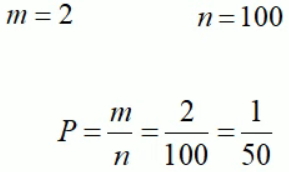 m = 2 n = 100
P = m/n = 2/100 = 1/50